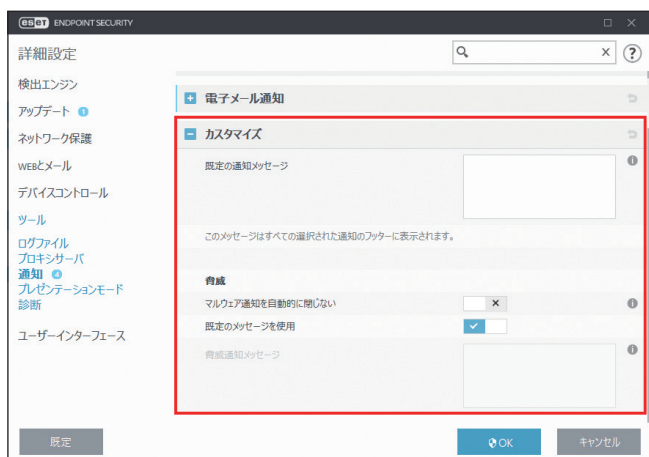 eset ENDPOINT SECURITY
詳細設定
検出エンジン
アップデート 1
ネットワーク保護
WEBとメール
デバイスコントロール
ツール
ログファイル
プロキシサーバ
通知 4
プレゼンテーションモード
診断
ユーザーインターフェース
電子メール通知
カスタマイズ
既定の通知メッセージ
このメッセージはすべての選択された通知のフッターに表示されます。
脅威
マルウェア通知を自動的に閉じない
既定のメッセージを使用
脅威通知メッセージ
既定
OK
キャンセル